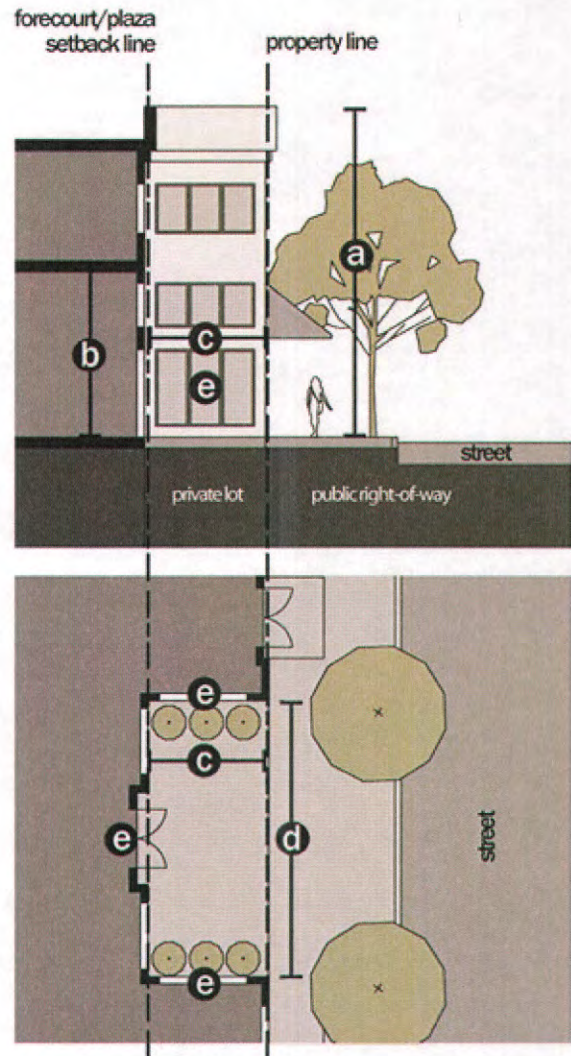 forecourt/plaza
setback line
property line
a
b
c
e
street
private lot
public right-of-way
e
c
e
d
street
e